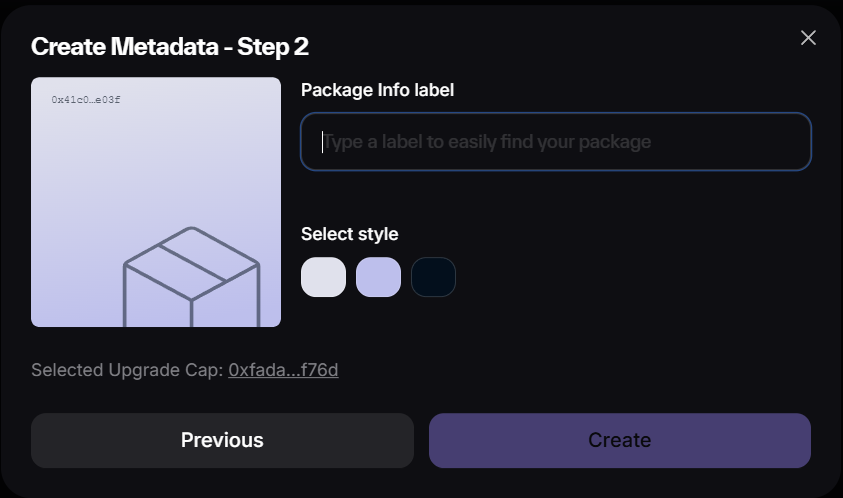 Create Metadata - Step 2
0x41c0…e03f
Package Info label
Type a label to easily find your package
Select style
Selected Upgrade Cap: 0xfada...f76d
Previous
Create